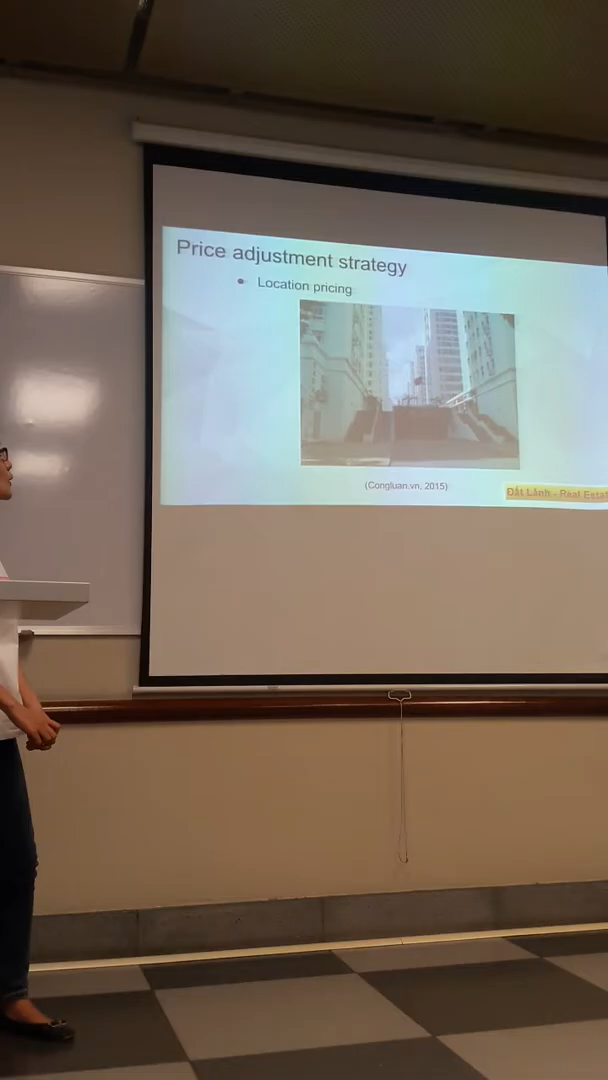 Price adjustment strategy
Location pricing
(Congluan.vn, 2015)
Đất Lành - Real Estat